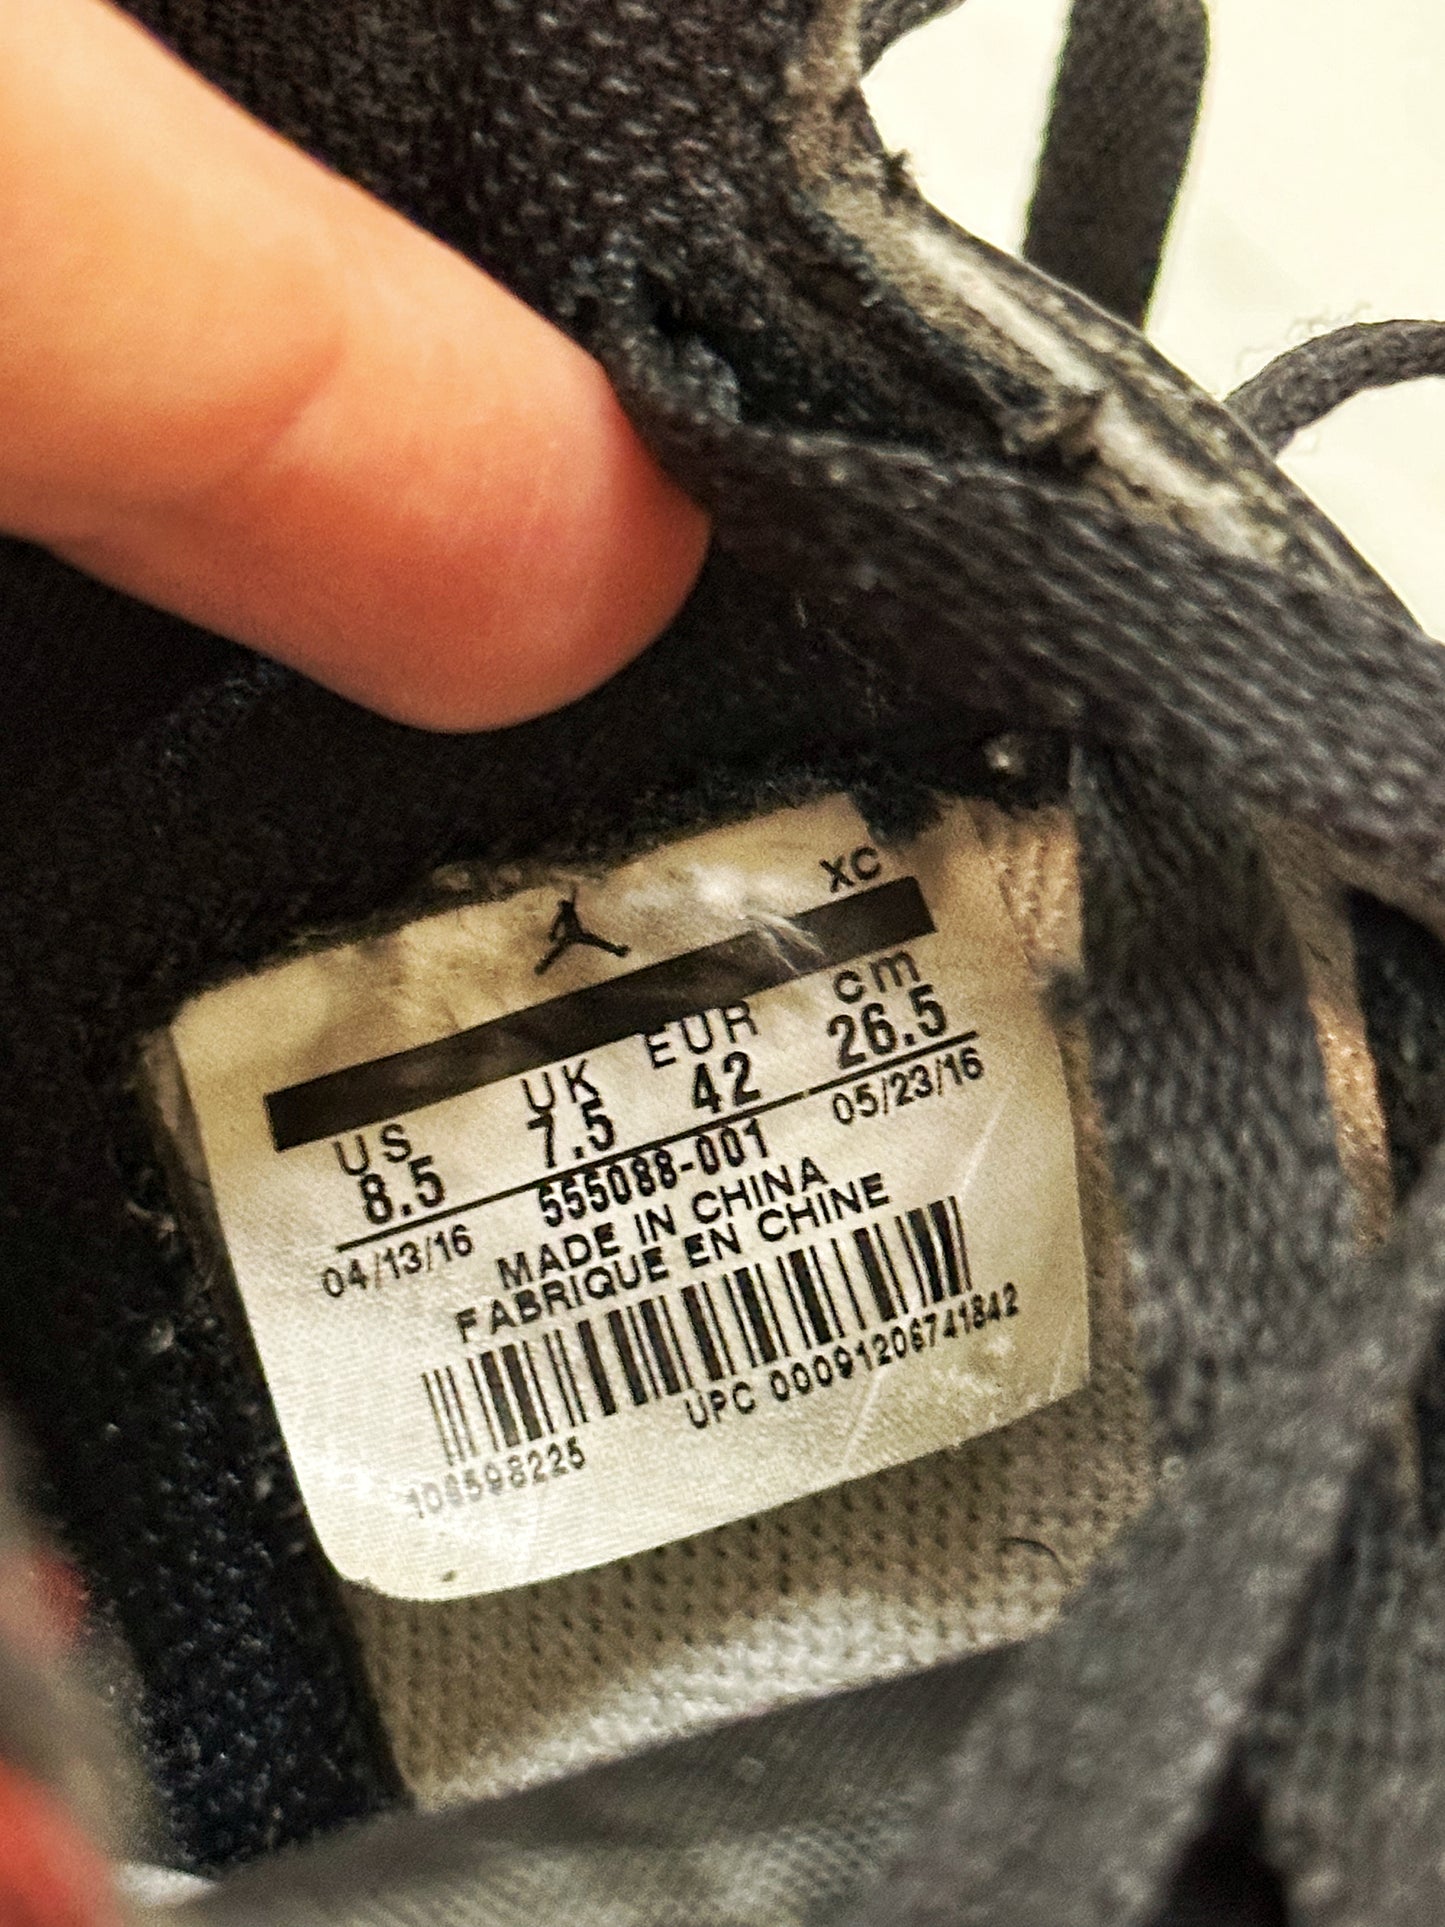 XC
US UK EUR cm
8.5 7.5 42 26.5
04/13/16 555088-001 05/23/16
MADE IN CHINA
FABRIQUE EN CHINE
UPC 00091206741842
108598225